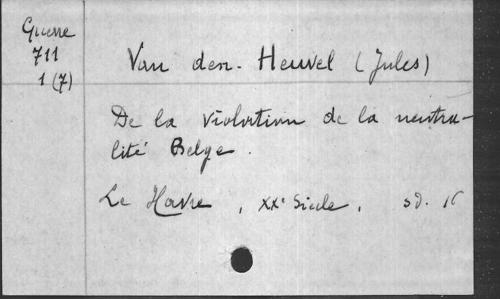 Guerre
711
1 (7)
Van den Heuvel (Jules)
De la violation de la neutra-
lité Belge.
Le Havre, XXe Siècle, sd. 16